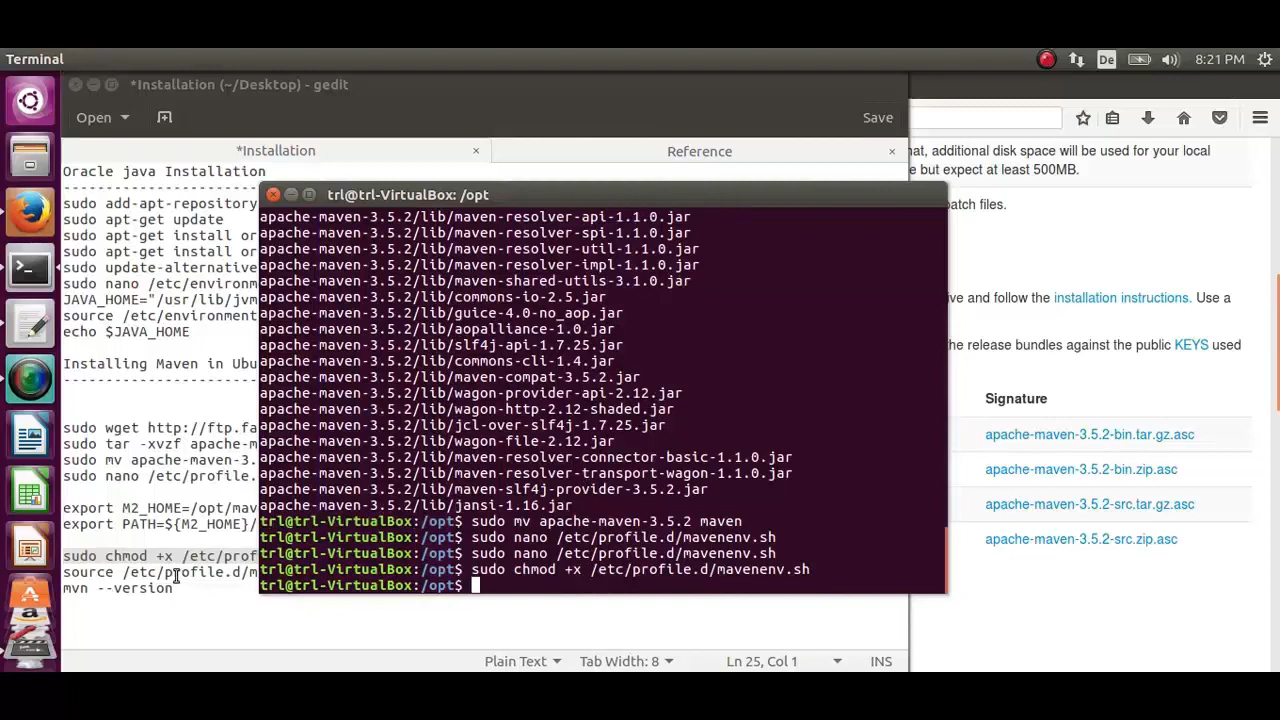 Terminal
De
8:21 PM
*Installation (~/Desktop) - gedit
Open
Save
*Installation ×
Reference ×
Oracle java Installation
sudo add-apt-repository
sudo apt-get update
sudo apt-get install or
sudo apt-get install or
sudo update-alternative
sudo nano /etc/environm
JAVA_HOME="/usr/lib/jvm
source /etc/environment
echo $JAVA_HOME
Installing Maven in Ubu
sudo wget http://ftp.fa
sudo tar -xvzf apache-m
sudo mv apache-maven-3.
sudo nano /etc/profile.
export M2_HOME=/opt/mav
export PATH=${M2_HOME}/
sudo chmod +x /etc/prof
source /etc/profile.d/m
mvn --version
Plain Text
Tab Width: 8
Ln 25, Col 1
INS
trl@trl-VirtualBox: /opt
apache-maven-3.5.2/lib/maven-resolver-api-1.1.0.jar
apache-maven-3.5.2/lib/maven-resolver-spi-1.1.0.jar
apache-maven-3.5.2/lib/maven-resolver-util-1.1.0.jar
apache-maven-3.5.2/lib/maven-resolver-impl-1.1.0.jar
apache-maven-3.5.2/lib/maven-shared-utils-3.1.0.jar
apache-maven-3.5.2/lib/commons-io-2.5.jar
apache-maven-3.5.2/lib/guice-4.0-no_aop.jar
apache-maven-3.5.2/lib/aopalliance-1.0.jar
apache-maven-3.5.2/lib/slf4j-api-1.7.25.jar
apache-maven-3.5.2/lib/commons-cli-1.4.jar
apache-maven-3.5.2/lib/maven-compat-3.5.2.jar
apache-maven-3.5.2/lib/wagon-provider-api-2.12.jar
apache-maven-3.5.2/lib/wagon-http-2.12-shaded.jar
apache-maven-3.5.2/lib/jcl-over-slf4j-1.7.25.jar
apache-maven-3.5.2/lib/wagon-file-2.12.jar
apache-maven-3.5.2/lib/maven-resolver-connector-basic-1.1.0.jar
apache-maven-3.5.2/lib/maven-resolver-transport-wagon-1.1.0.jar
apache-maven-3.5.2/lib/maven-slf4j-provider-3.5.2.jar
apache-maven-3.5.2/lib/jansi-1.16.jar
trl@trl-VirtualBox:/opt$ sudo mv apache-maven-3.5.2 maven
trl@trl-VirtualBox:/opt$ sudo nano /etc/profile.d/mavenenv.sh
trl@trl-VirtualBox:/opt$ sudo nano /etc/profile.d/mavenenv.sh
trl@trl-VirtualBox:/opt$ sudo chmod +x /etc/profile.d/mavenenv.sh
trl@trl-VirtualBox:/opt$
hat, additional disk space will be used for your local
e but expect at least 500MB.
batch files.
ive and follow the installation instructions. Use a
the release bundles against the public KEYS used
Signature
apache-maven-3.5.2-bin.tar.gz.asc
apache-maven-3.5.2-bin.zip.asc
apache-maven-3.5.2-src.tar.gz.asc
apache-maven-3.5.2-src.zip.asc